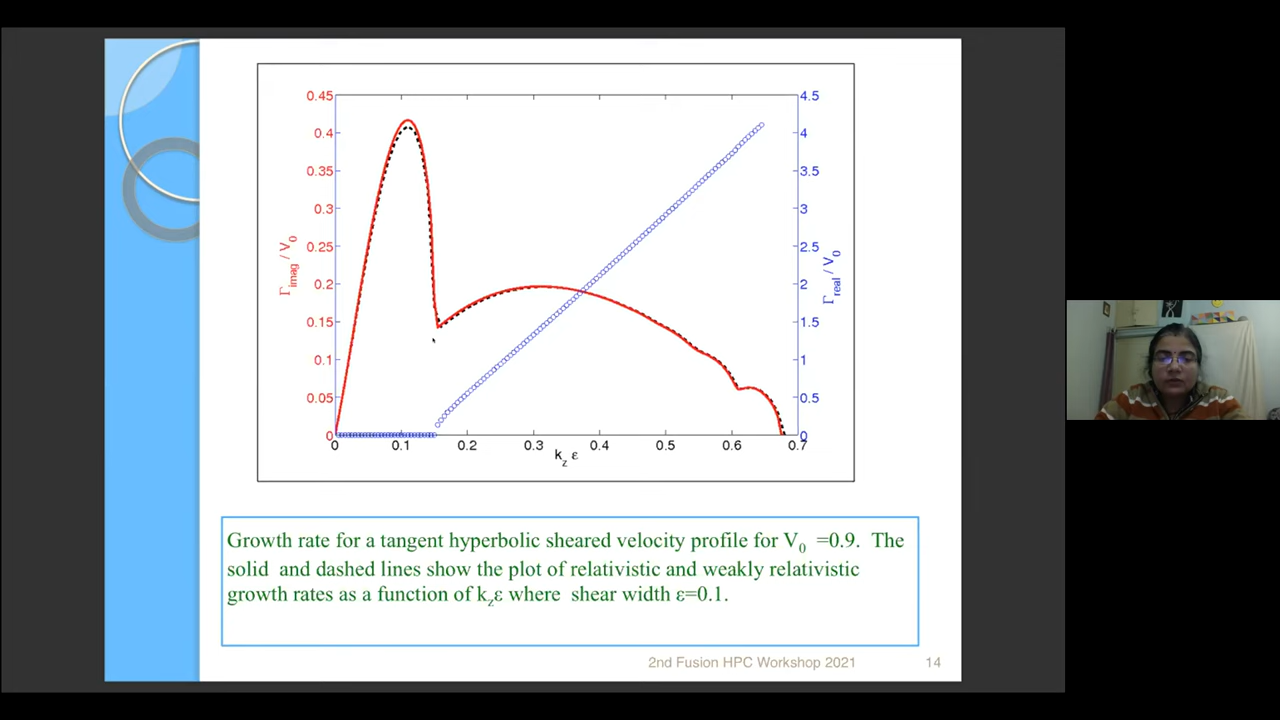 0.45
0.4
0.35
0.3
0.25
0.2
0.15
0.1
0.05
0
Γimag / V0
4.5
4
3.5
3
2.5
2
1.5
1
0.5
0
Γreal / V0
0 0.1 0.2 0.3 0.4 0.5 0.6 0.7
kz ε
Growth rate for a tangent hyperbolic sheared velocity profile for V0 =0.9. The
solid and dashed lines show the plot of relativistic and weakly relativistic
growth rates as a function of kzε where shear width ε=0.1.
2nd Fusion HPC Workshop 2021 14